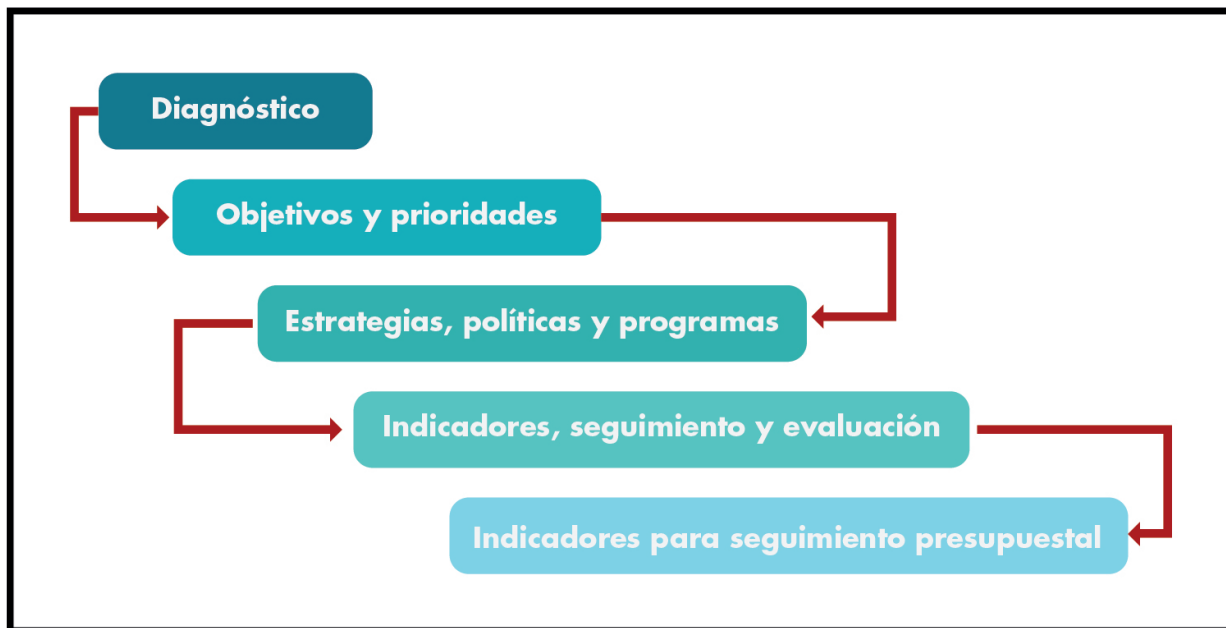 Diagnóstico
Objetivos y prioridades
Estrategias, políticas y programas
Indicadores, seguimiento y evaluación
Indicadores para seguimiento presupuestal